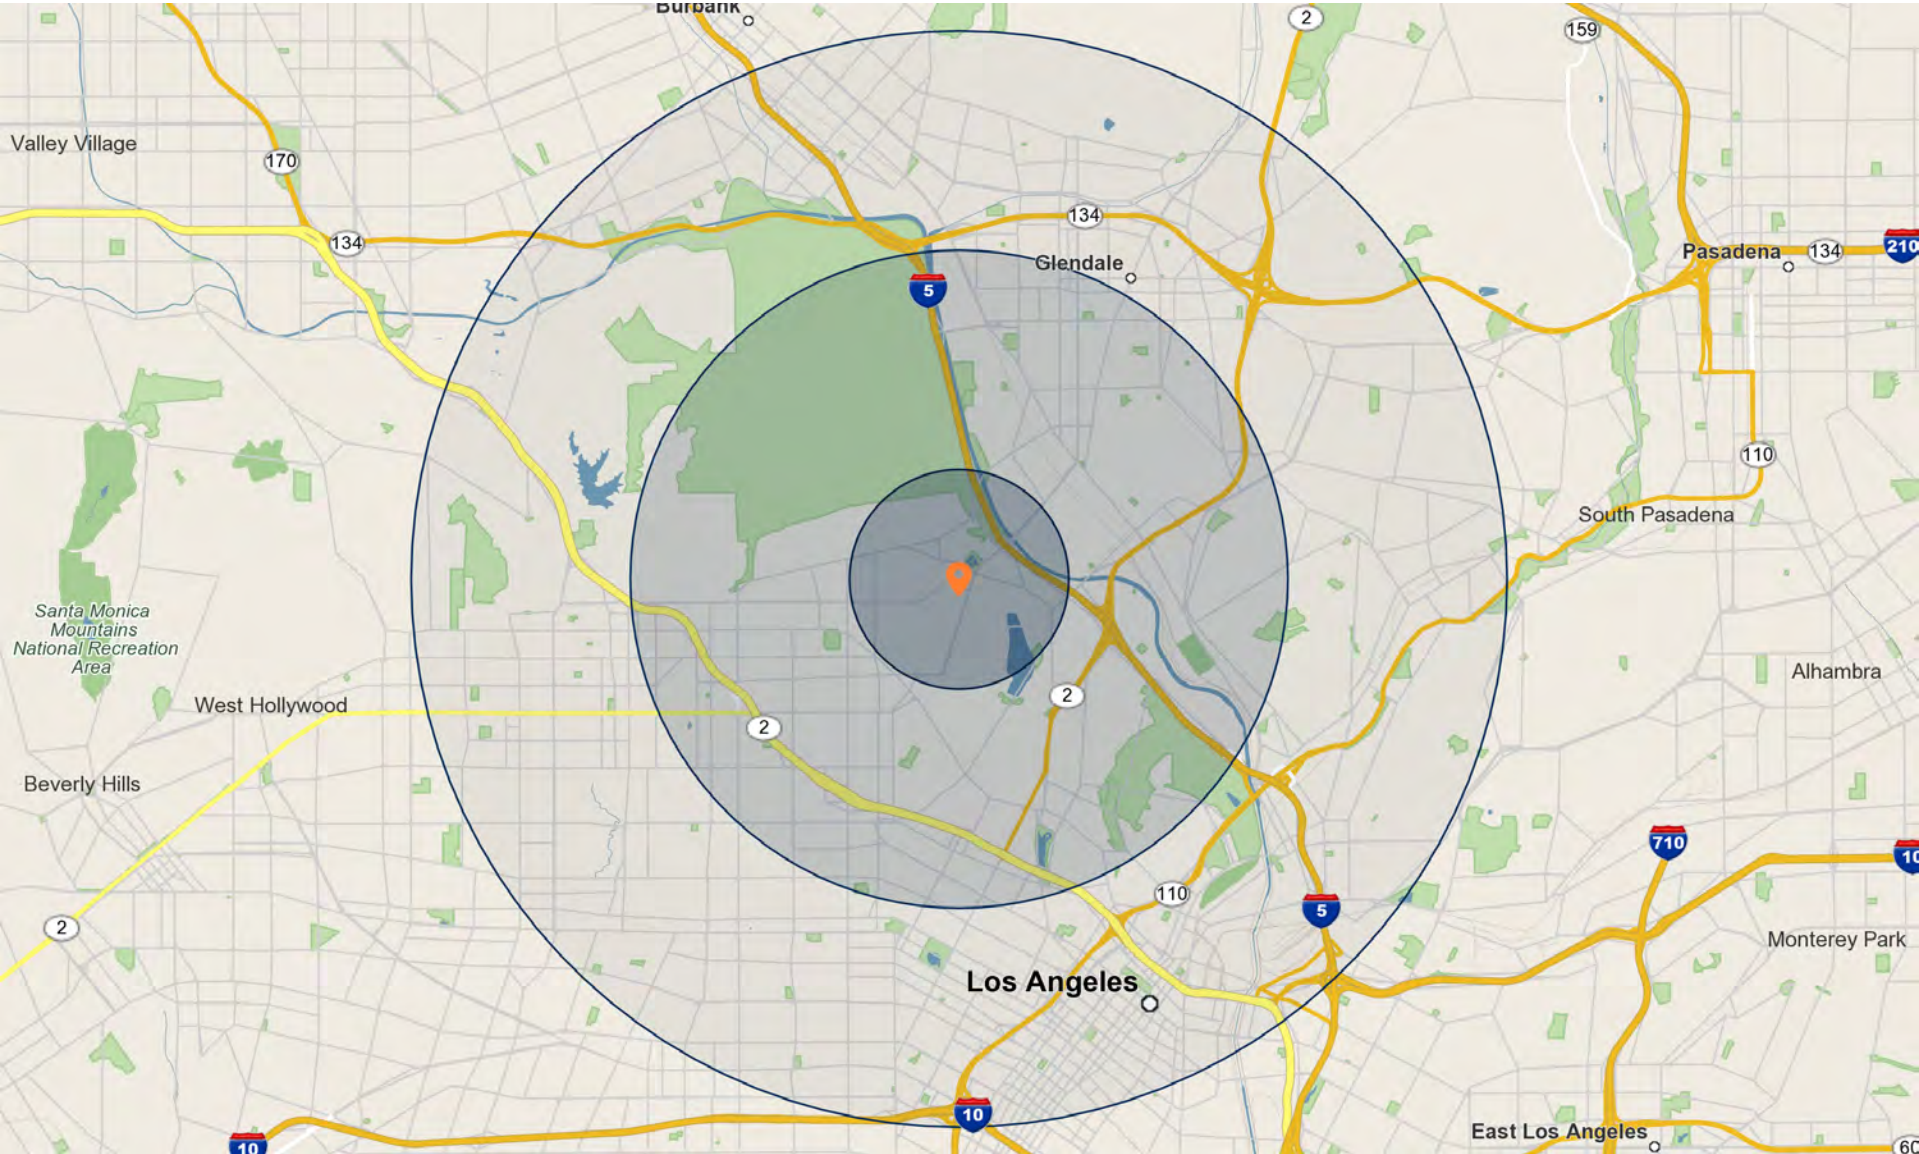 Burbank
2
159
Valley Village
170
134
134
Pasadena
134
210
Glendale
5
110
South Pasadena
Santa Monica
Mountains
National Recreation
Area
Alhambra
West Hollywood
2
2
Beverly Hills
710
10
110
5
2
Monterey Park
Los Angeles
10
East Los Angeles
10
60